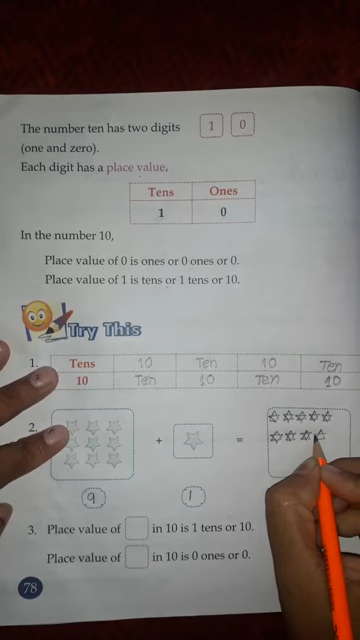 The number ten has two digits 1 0
(one and zero).
Each digit has a place value.
Tens Ones
1 0
In the number 10,
Place value of 0 is ones or 0 ones or 0.
Place value of 1 is tens or 1 tens or 10.
Try This
1. Tens 10 Ten 10 Ten
10 Ten 10 Ten 10
2. + =
9 1
3. Place value of in 10 is 1 tens or 10.
Place value of in 10 is 0 ones or 0.
78